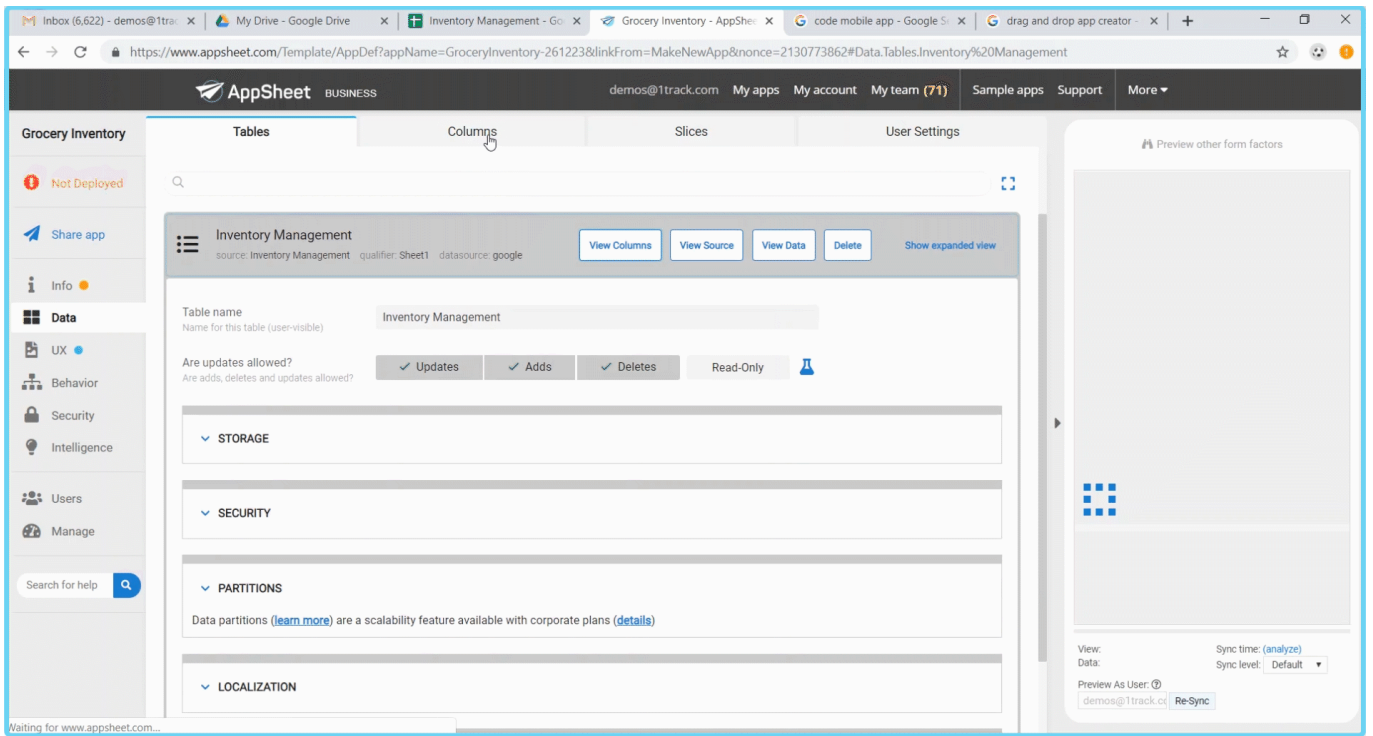 Inbox (6,622) - demos@1trac
My Drive - Google Drive
Inventory Management - Go
Grocery Inventory - AppShee
code mobile app - Google S
drag and drop app creator -
https://www.appsheet.com/Template/AppDef?appName=GroceryInventory-261223&linkFrom=MakeNewApp&nonce=2130773862#Data.Tables.Inventory%20Management
AppSheet BUSINESS
demos@1track.com My apps My account My team (71) Sample apps Support More
Grocery Inventory
Tables
Columns
Slices
User Settings
Preview other form factors
Not Deployed
Share app
Info
Data
UX
Behavior
Security
Intelligence
Users
Manage
Search for help
Inventory Management
source: Inventory Management qualifier: Sheet1 datasource: google
View Columns
View Source
View Data
Delete
Show expanded view
Table name
Name for this table (user-visible)
Inventory Management
Are updates allowed?
Are adds, deletes and updates allowed?
Updates
Adds
Deletes
Read-Only
STORAGE
SECURITY
PARTITIONS
Data partitions (learn more) are a scalability feature available with corporate plans (details)
LOCALIZATION
View:
Data:
Sync time: (analyze)
Sync level: Default
Preview As User:
demos@1track.cc Re-Sync
Waiting for www.appsheet.com...